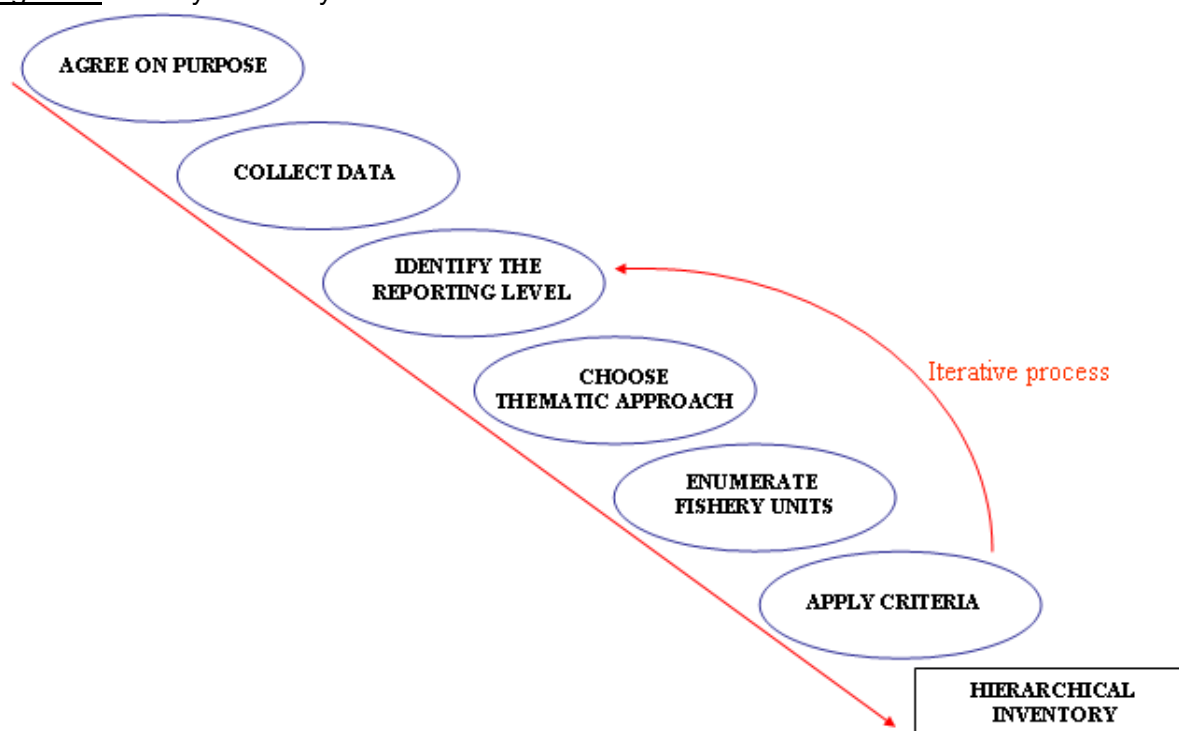 AGREE ON PURPOSE
COLLECT DATA
IDENTIFY THE
REPORTING LEVEL
CHOOSE
THEMATIC APPROACH
Iterative process
ENUMERATE
FISHERY UNITS
APPLY CRITERIA
HIERARCHICAL
INVENTORY